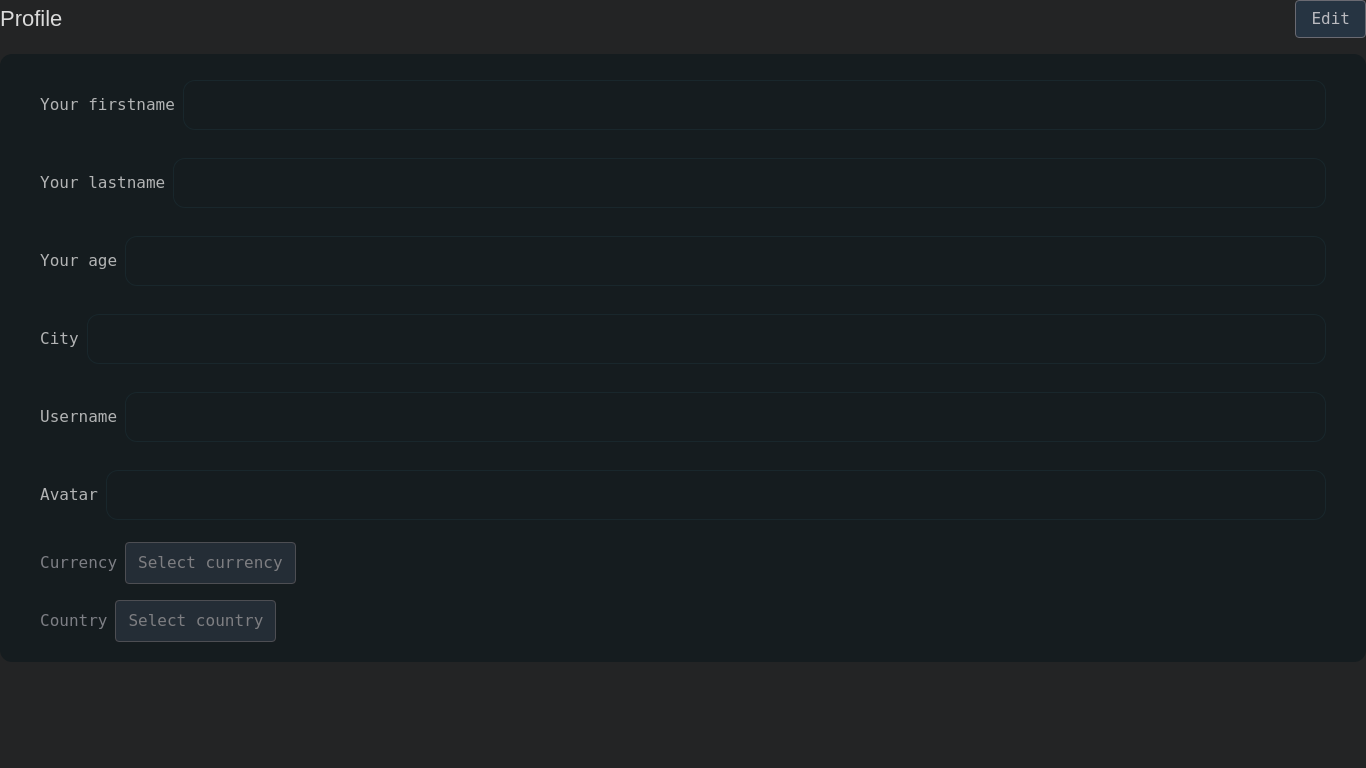 Profile
Edit
Your firstname
Your lastname
Your age
City
Username
Avatar
Currency Select currency
Country Select country